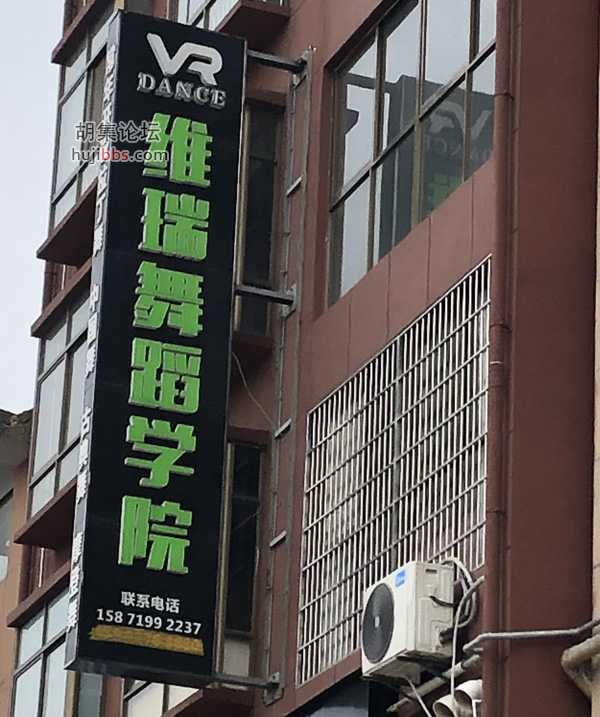 VR
DANCE
维瑞舞蹈学院
联系电话
158 7199 2237
胡集论坛
hujibbs.com